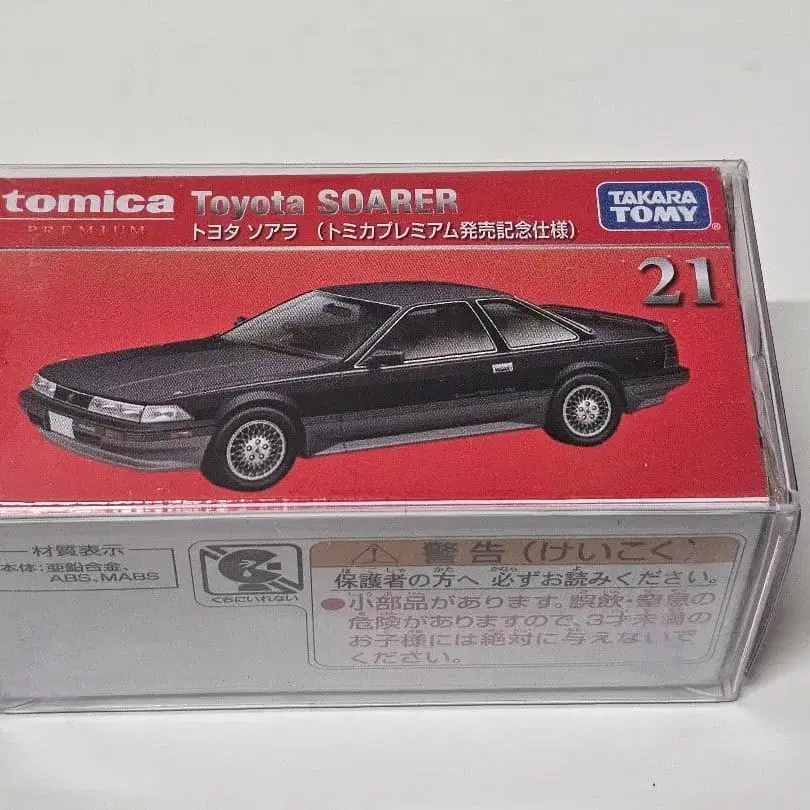 tomica
PREMIUM
Toyota SOARER
トヨタ ソアラ (トミカプレミアム発売記念仕様)
TAKARA
TOMY
21
材質表示
本体:亜鉛合金、
ABS、MABS
くちにいれない
警告(けいこく)
保護者の方へ 必ずお読みください。
●小部品があります。誤飲・窒息の
危険がありますので、3才未満の
お子様には絶対に与えないで
ください。